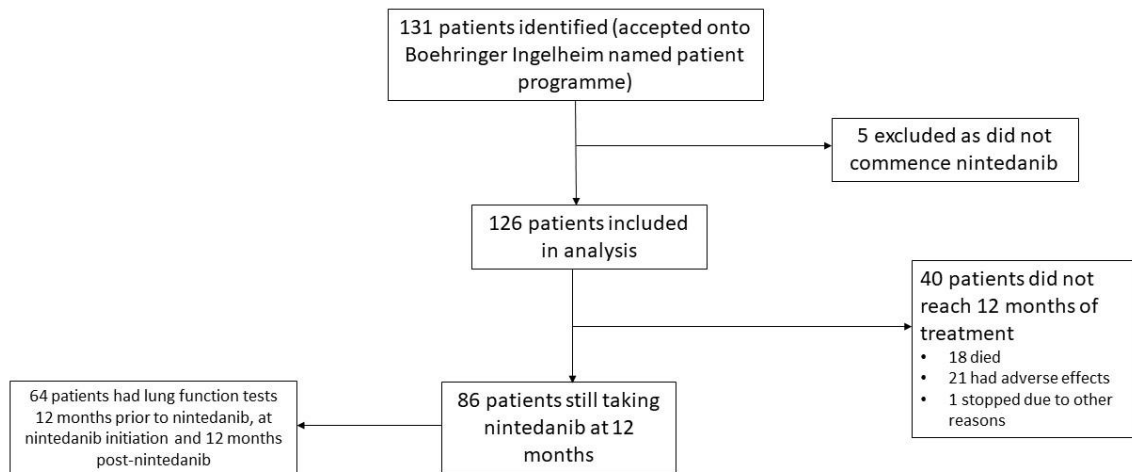 131 patients identified (accepted onto
Boehringer Ingelheim named patient
programme)
5 excluded as did not
commence nintedanib
126 patients included
in analysis
40 patients did not
reach 12 months of
treatment
• 18 died
• 21 had adverse effects
• 1 stopped due to other
reasons
86 patients still taking
nintedanib at 12
months
64 patients had lung function tests
12 months prior to nintedanib, at
nintedanib initiation and 12 months
post-nintedanib